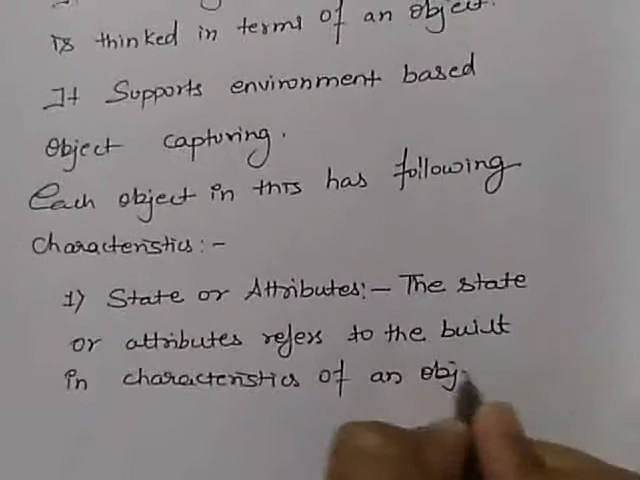 is thinked in terms of an object.
It Supports environment based
Object capturing.
Each object in this has following
characteristics:-
1) State or Attributes:- The state
or attributes refers to the built
in characteristics of an obj